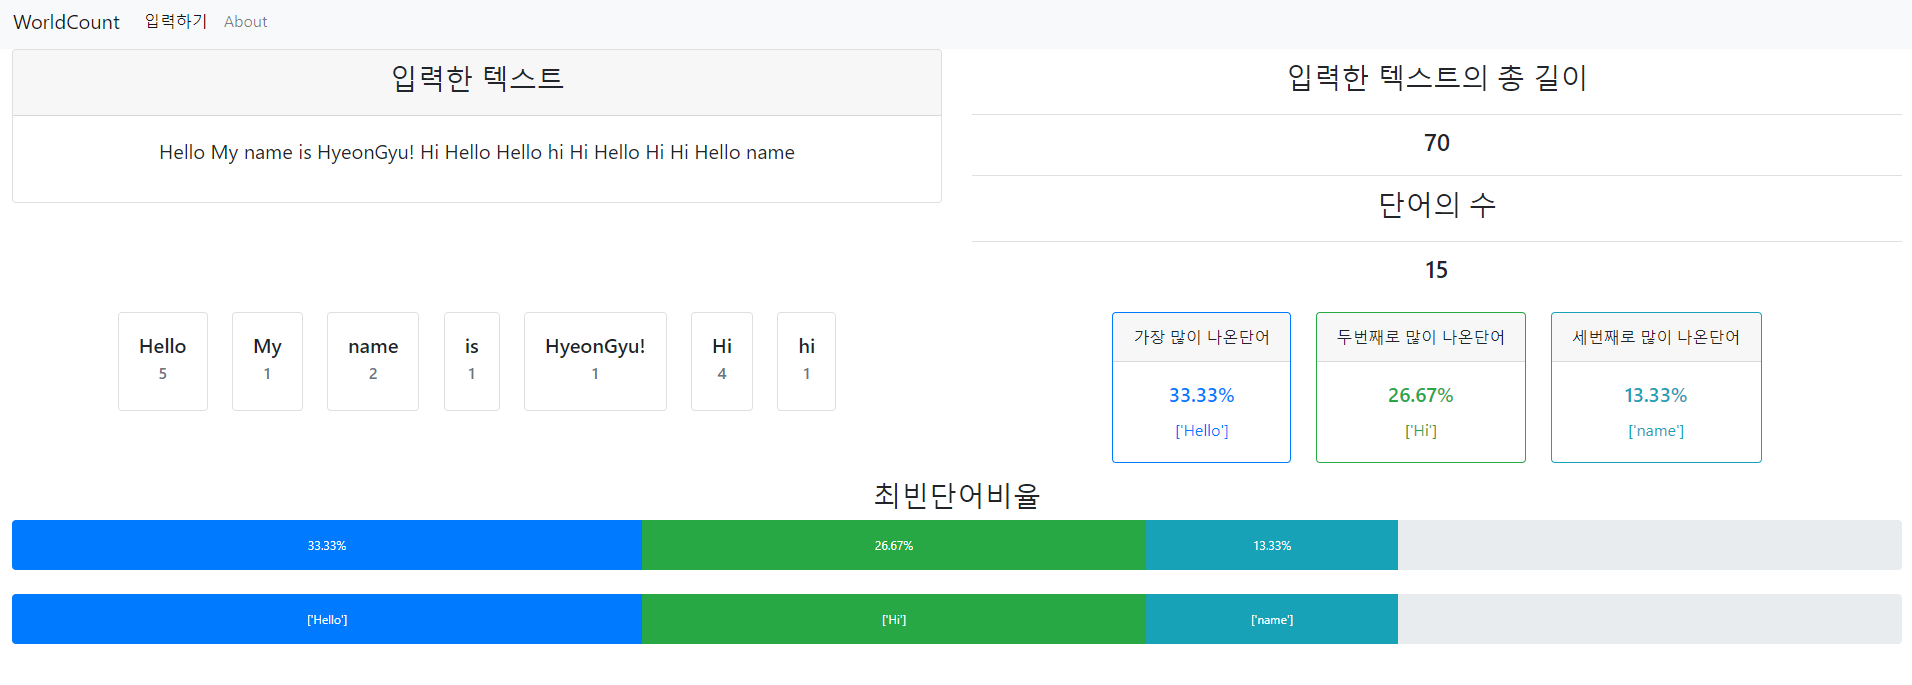 WorldCount 입력하기 About
입력한 텍스트
Hello My name is HyeonGyu! Hi Hello Hello hi Hi Hello Hi Hi Hello name
입력한 텍스트의 총 길이
70
단어의 수
15
Hello My name is HyeonGyu! Hi hi
5 1 2 1 1 4 1
가장 많이 나온단어 두번째로 많이 나온단어 세번째로 많이 나온단어
33.33% 26.67% 13.33%
['Hello'] ['Hi'] ['name']
최빈단어비율
33.33% 26.67% 13.33%
['Hello'] ['Hi'] ['name']